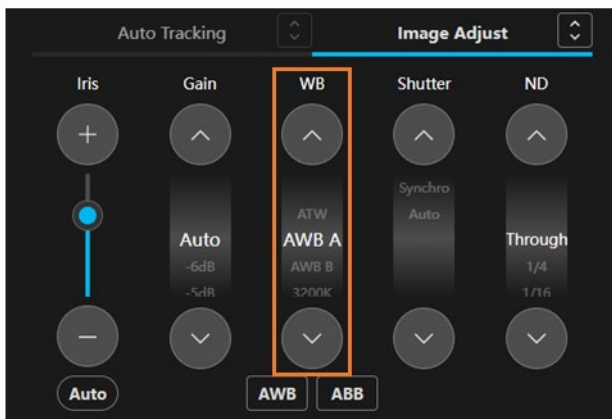 Auto Tracking
Image Adjust
Iris
Gain
WB
Shutter
ND
Synchro
ATW
Auto
Auto
AWB A
Through
-6dB
AWB B
1/4
-5dB
3200K
1/16
Auto
AWB
ABB